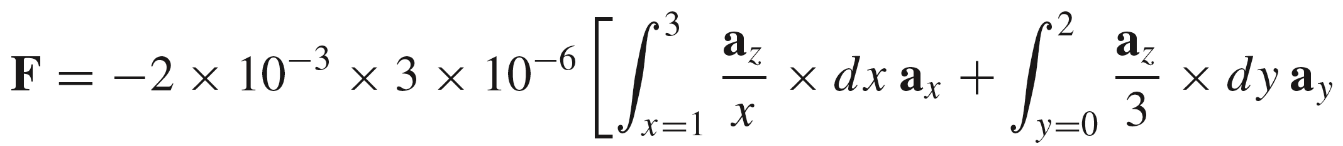 F = −2 × 10⁻³ × 3 × 10⁻⁶ [ ∫_{x=1}^{3} a_z/x × dx a_x + ∫_{y=0}^{2} a_z/3 × dy a_y